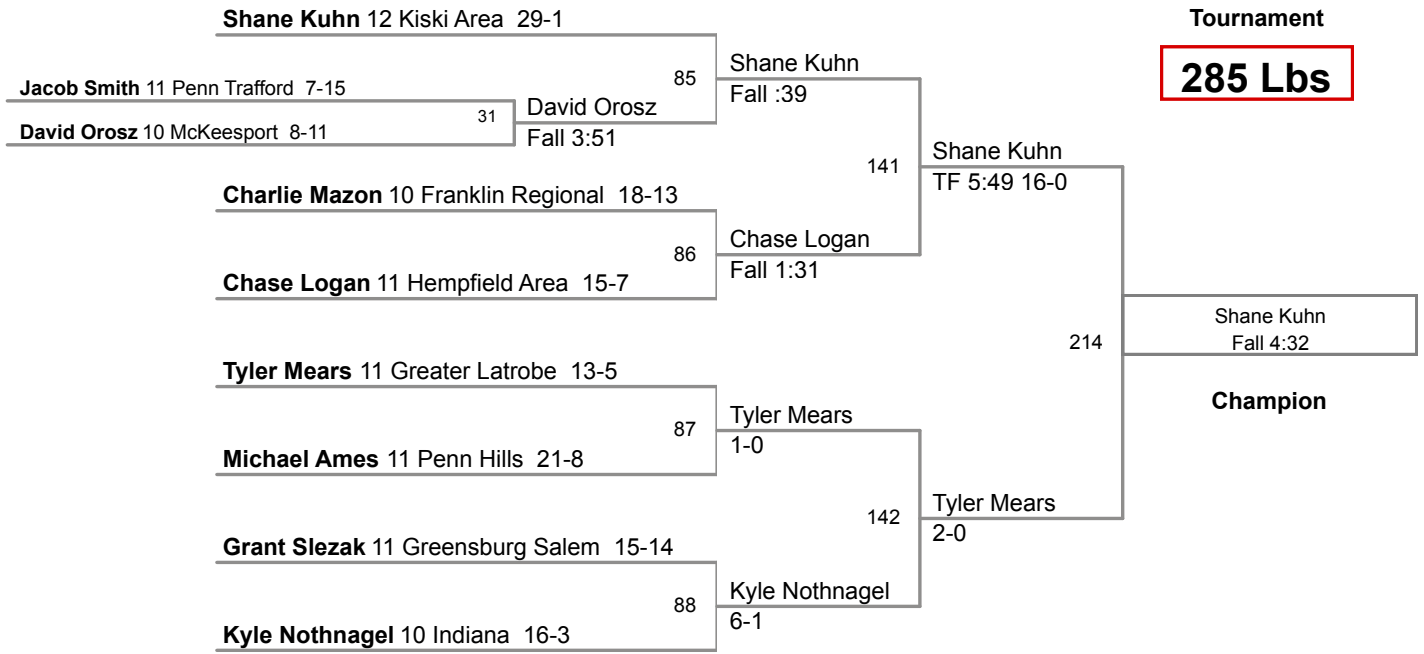 Shane Kuhn 12 Kiski Area 29-1
Tournament
285 Lbs
Shane Kuhn
85
Fall :39
Jacob Smith 11 Penn Trafford 7-15
David Orosz
31
David Orosz 10 McKeesport 8-11
Fall 3:51
Shane Kuhn
141
TF 5:49 16-0
Charlie Mazon 10 Franklin Regional 18-13
Chase Logan
86
Fall 1:31
Chase Logan 11 Hempfield Area 15-7
Shane Kuhn
214
Fall 4:32
Champion
Tyler Mears 11 Greater Latrobe 13-5
Tyler Mears
87
1-0
Michael Ames 11 Penn Hills 21-8
Tyler Mears
142
2-0
Grant Slezak 11 Greensburg Salem 15-14
Kyle Nothnagel
88
6-1
Kyle Nothnagel 10 Indiana 16-3